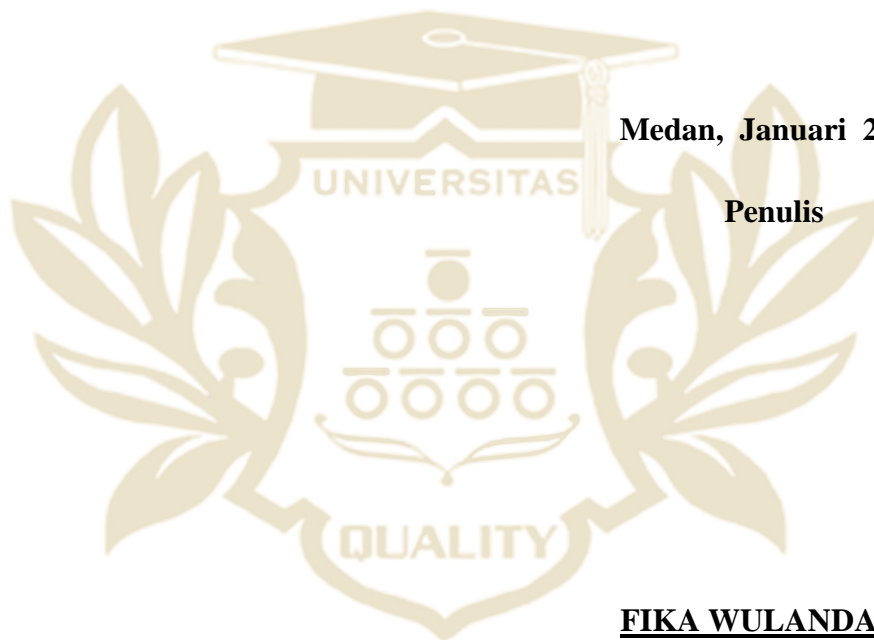 Medan, Januari 2
UNIVERSITAS
Penulis
QUALITY
FIKA WULANDA